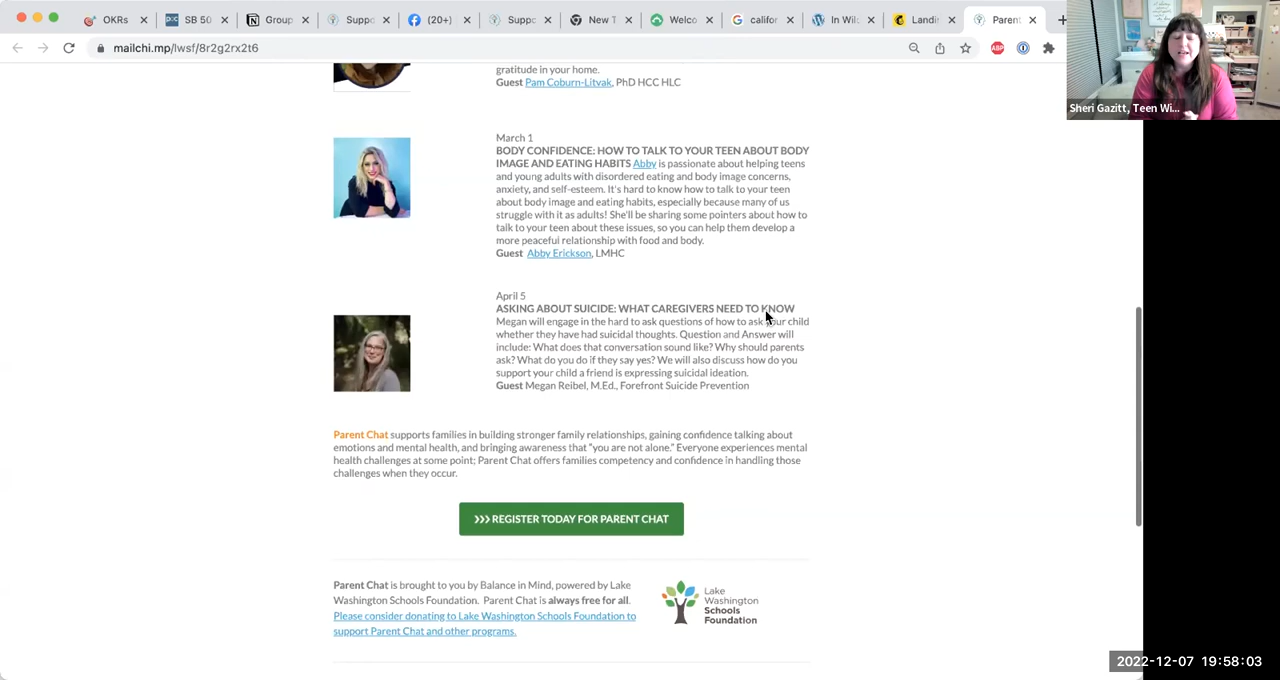 OKRs
SB 50
Group
Suppo
(20+)
Suppo
New T
Welco
califor
In Wil
Landi
Parent
mailchi.mp/lwsf/8r2g2rx2t6
ABP
Sheri Gazitt, Teen Wi...
gratitude in your home.
Guest Pam Coburn-Litvak, PhD HCC HLC
March 1
BODY CONFIDENCE: HOW TO TALK TO YOUR TEEN ABOUT BODY
IMAGE AND EATING HABITS Abby is passionate about helping teens
and young adults with disordered eating and body image concerns,
anxiety, and self-esteem. It's hard to know how to talk to your teen
about body image and eating habits, especially because many of us
struggle with it as adults! She'll be sharing some pointers about how to
talk to your teen about these issues, so you can help them develop a
more peaceful relationship with food and body.
Guest Abby Erickson, LMHC
April 5
ASKING ABOUT SUICIDE: WHAT CAREGIVERS NEED TO KNOW
Megan will engage in the hard to ask questions of how to ask your child
whether they have had suicidal thoughts. Question and Answer will
include: What does that conversation sound like? Why should parents
ask? What do you do if they say yes? We will also discuss how do you
support your child a friend is expressing suicidal ideation.
Guest Megan Reibel, M.Ed., Forefront Suicide Prevention
Parent Chat supports families in building stronger family relationships, gaining confidence talking about
emotions and mental health, and bringing awareness that “you are not alone.” Everyone experiences mental
health challenges at some point; Parent Chat offers families competency and confidence in handling those
challenges when they occur.
>>> REGISTER TODAY FOR PARENT CHAT
Parent Chat is brought to you by Balance in Mind, powered by Lake
Washington Schools Foundation. Parent Chat is always free for all.
Please consider donating to Lake Washington Schools Foundation to
support Parent Chat and other programs.
Lake
Washington
Schools
Foundation
2022-12-07 19:58:03